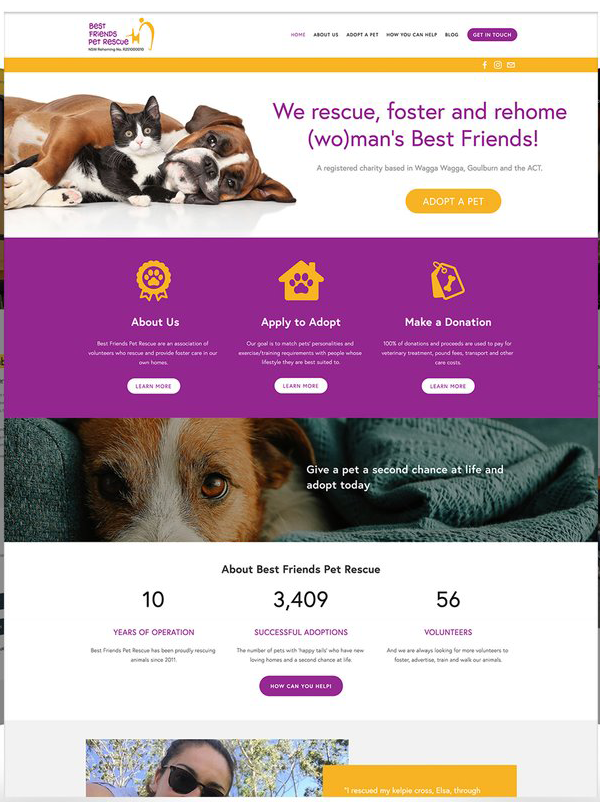 BEST
FRIENDS
PET RESCUE
NSW Rehoming No. R251000010
HOME
ABOUT US
ADOPT A PET
HOW YOU CAN HELP
BLOG
GET IN TOUCH
We rescue, foster and rehome
(wo)man's Best Friends!
A registered charity based in Wagga Wagga, Goulburn and the ACT.
ADOPT A PET
About Us
Best Friends Pet Rescue are an association of
volunteers who rescue and provide foster care in our
own homes.
LEARN MORE
Apply to Adopt
Our goal is to match pets' personalities and
exercise/training requirements with people whose
lifestyle they are best suited to.
LEARN MORE
Make a Donation
100% of donations and proceeds are used to pay for
veterinary treatment, pound fees, transport and other
care costs.
LEARN MORE
Give a pet a second chance at life and
adopt today
About Best Friends Pet Rescue
10
YEARS OF OPERATION
Best Friends Pet Rescue has been proudly rescuing
animals since 2011.
3,409
SUCCESSFUL ADOPTIONS
The number of pets with 'happy tails' who have new
loving homes and a second chance at life.
56
VOLUNTEERS
And we are always looking for more volunteers to
foster, advertise, train and walk our animals.
HOW CAN YOU HELP!
"I rescued my kelpie cross, Elsa, through